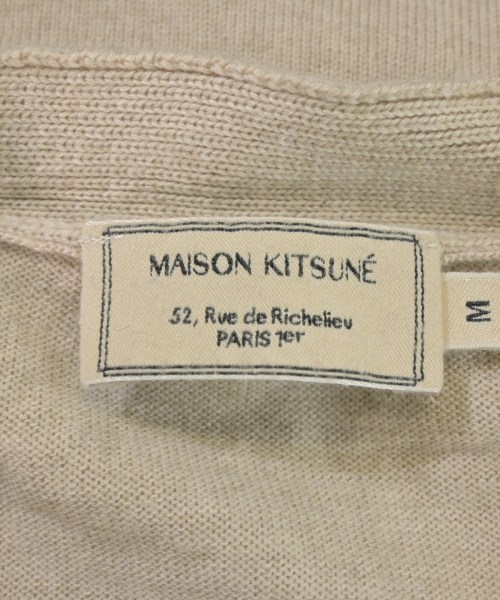 MAISON KITSUNÉ
52, Rue de Richelieu
PARIS 1er
M